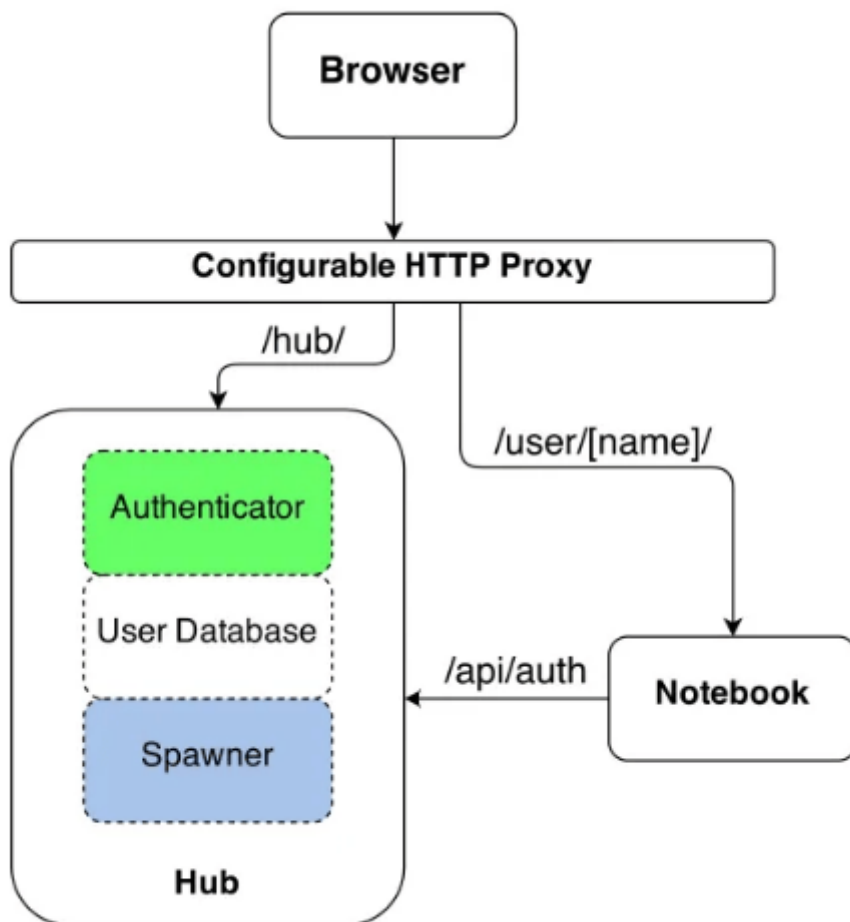 Browser
Configurable HTTP Proxy
/hub/
/user/[name]/
Authenticator
User Database
/api/auth
Notebook
Spawner
Hub